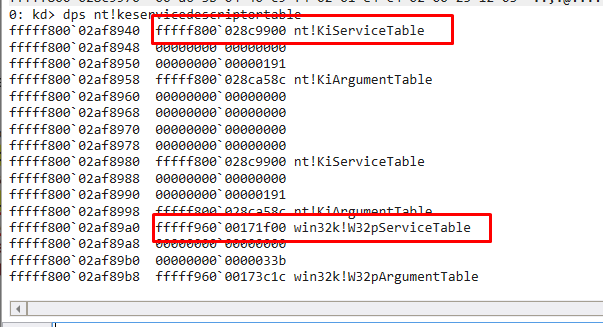 0: kd> dps nt!keservicedescriptortable
fffff800`02af8940  fffff800`028c9900 nt!KiServiceTable
fffff800`02af8948  00000000`00000000
fffff800`02af8950  00000000`00000191
fffff800`02af8958  fffff800`028ca58c nt!KiArgumentTable
fffff800`02af8960  00000000`00000000
fffff800`02af8968  00000000`00000000
fffff800`02af8970  00000000`00000000
fffff800`02af8978  00000000`00000000
fffff800`02af8980  fffff800`028c9900 nt!KiServiceTable
fffff800`02af8988  00000000`00000000
fffff800`02af8990  00000000`00000191
fffff800`02af8998  fffff800`028ca58c nt!KiArgumentTable
fffff800`02af89a0  fffff960`00171f00 win32k!W32pServiceTable
fffff800`02af89a8  00000000`00000000
fffff800`02af89b0  00000000`0000033b
fffff800`02af89b8  fffff960`00173c1c win32k!W32pArgumentTable